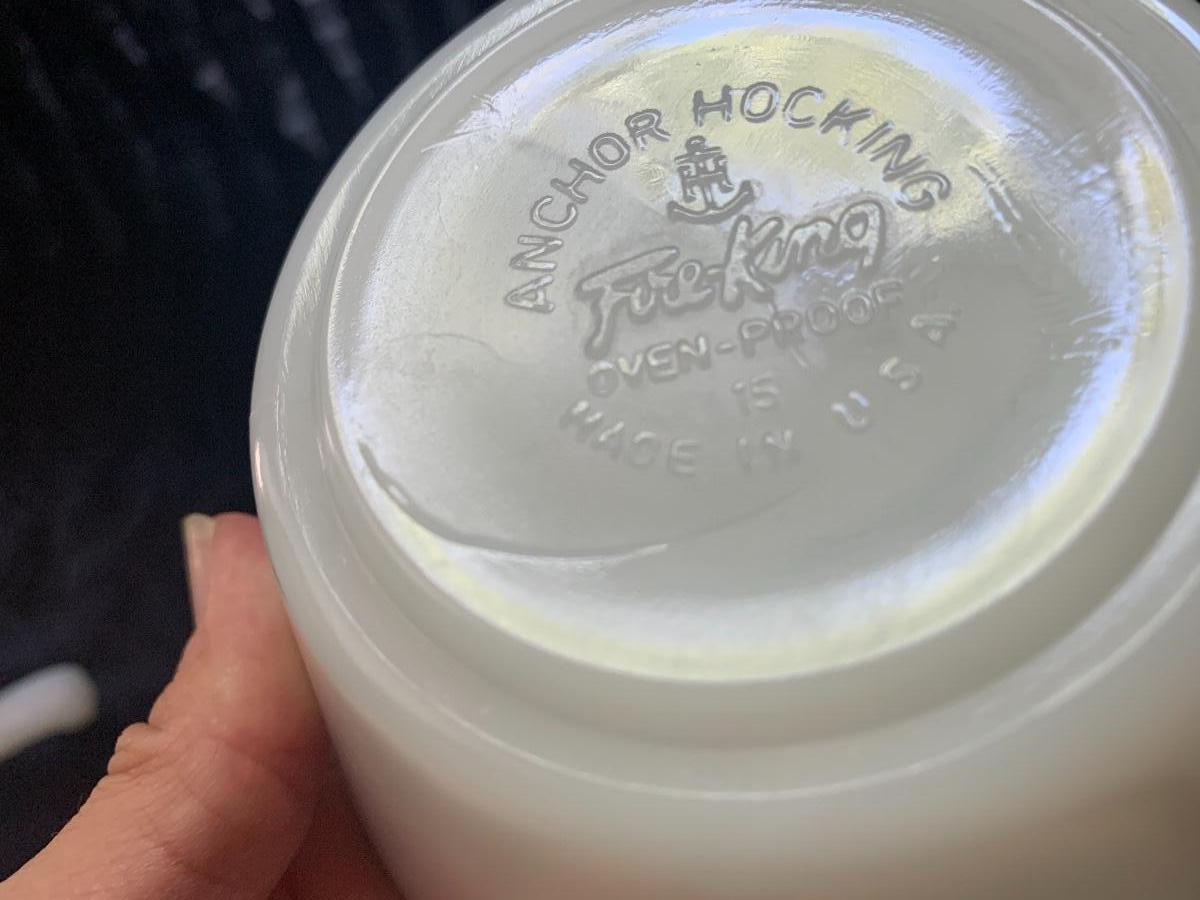 ANCHOR HOCKING
Fire-King
OVEN-PROOF
15
MADE IN U S A